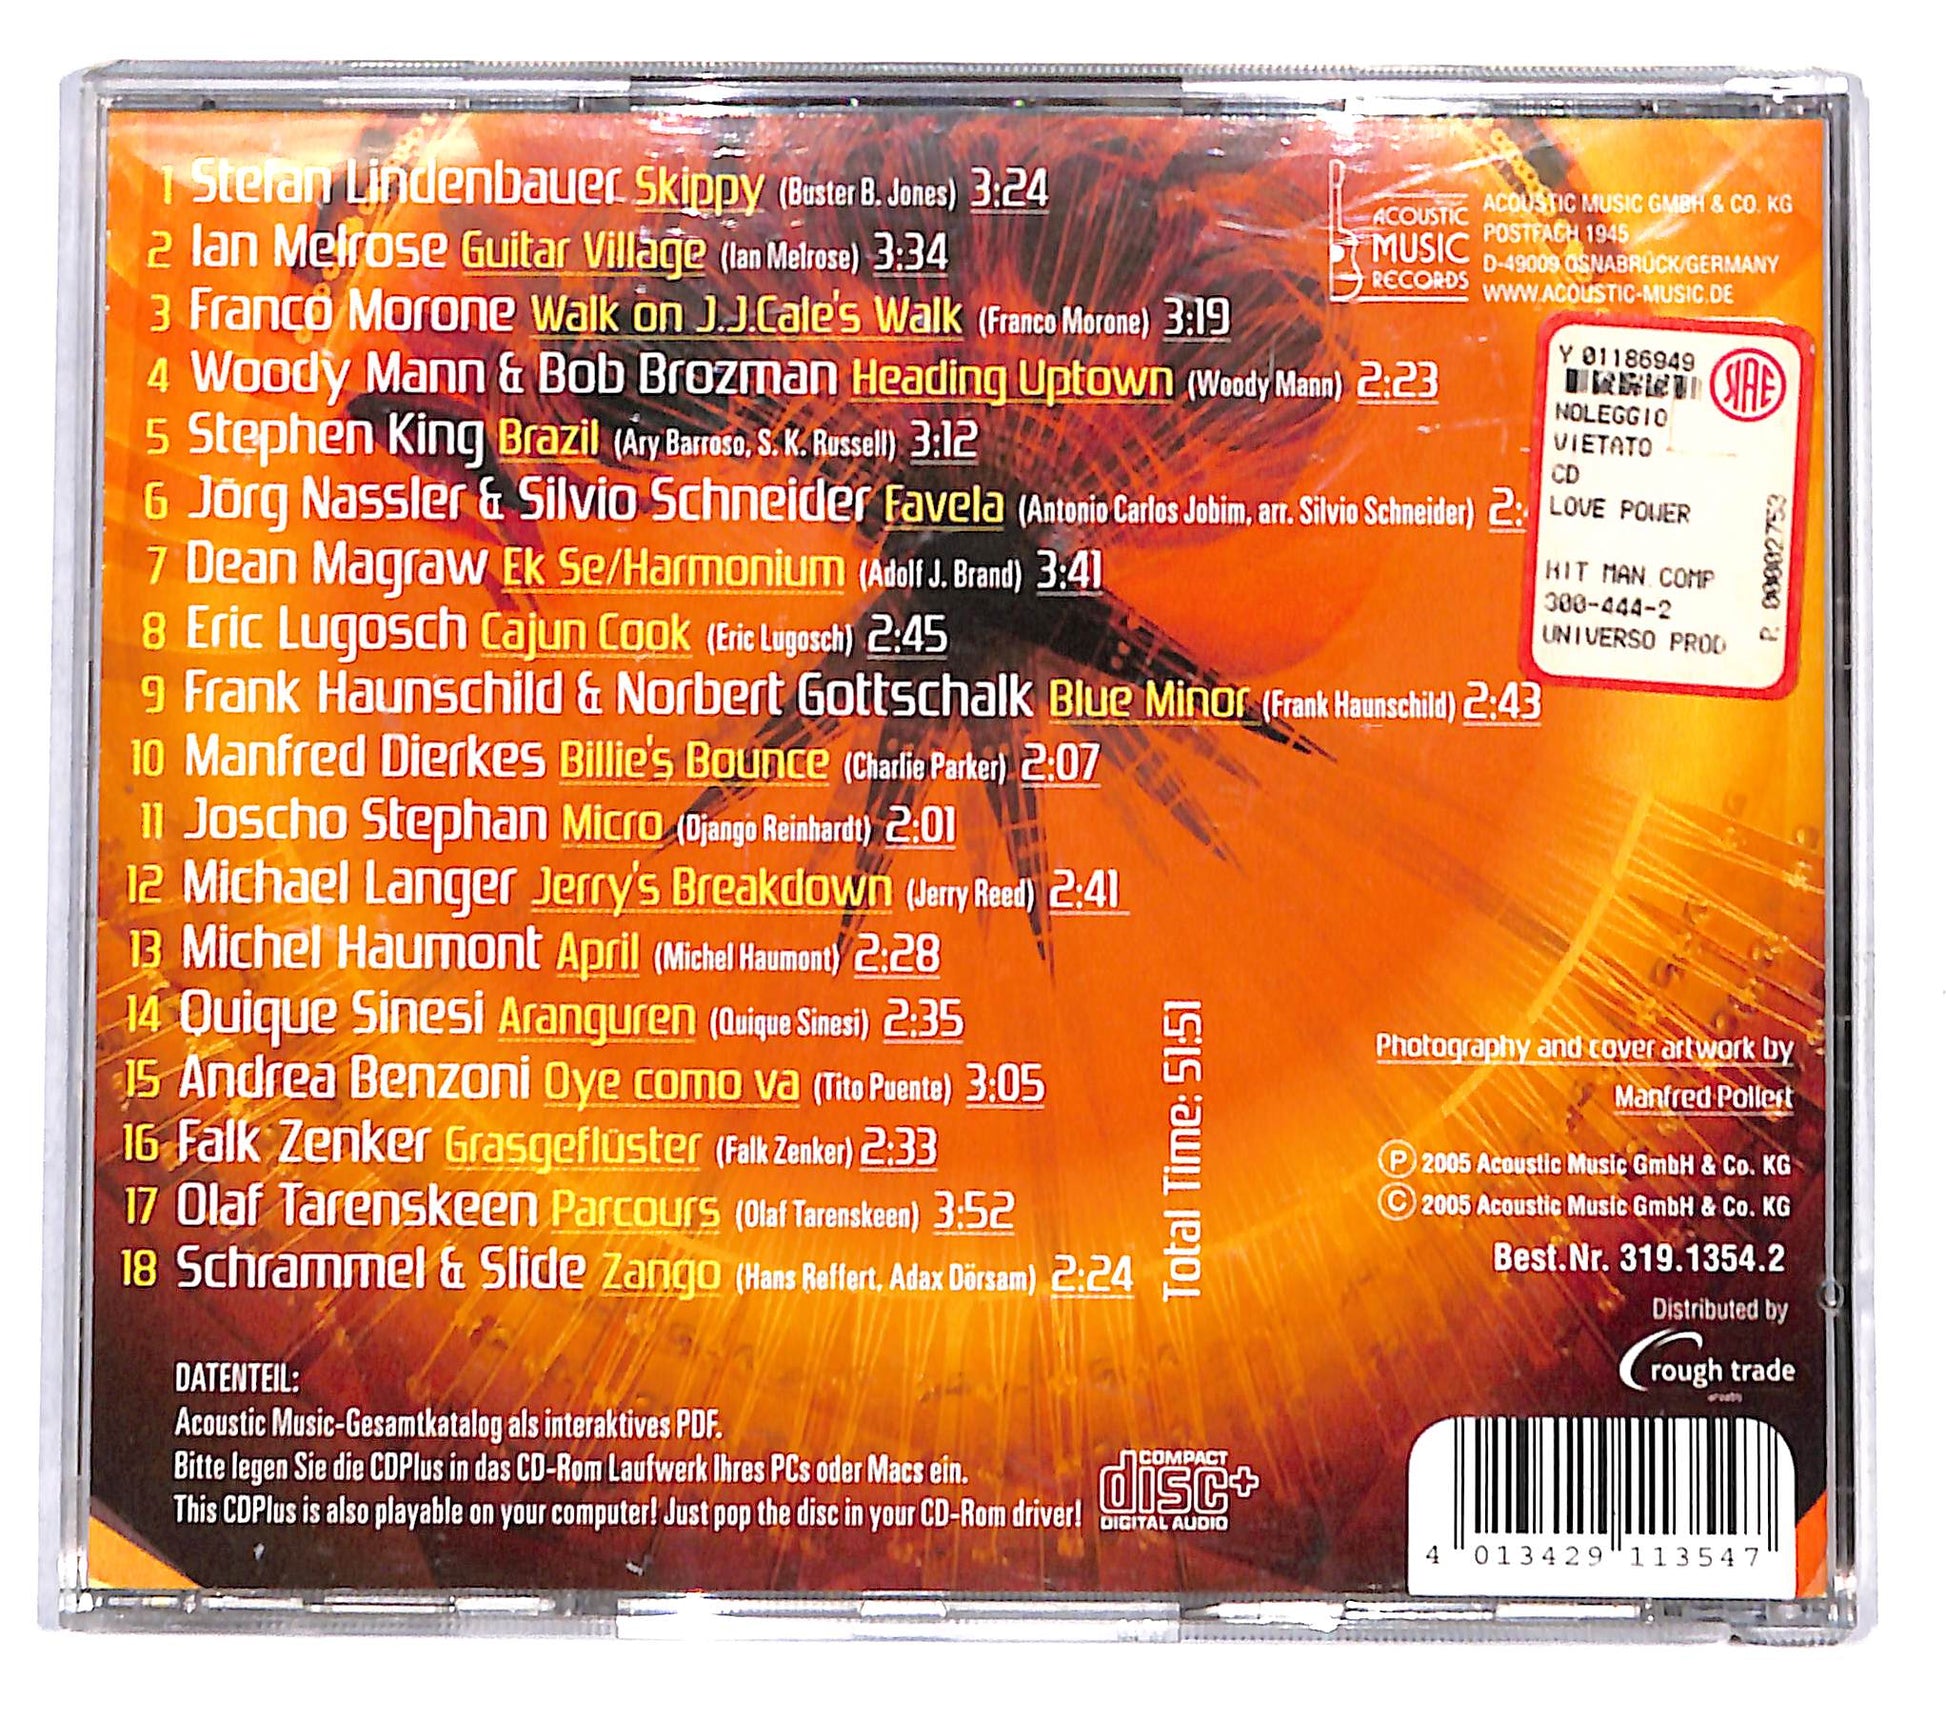 1 Stefan Lindenbauer Skippy (Buster B. Jones) 3:24
2 Ian Melrose Guitar Village (Ian Melrose) 3:34
3 Franco Morone Walk on J.J.Cale's Walk (Franco Morone) 3:19
4 Woody Mann & Bob Brozman Heading Uptown (Woody Mann) 2:23
5 Stephen King Brazil (Ary Barroso, S. K. Russell) 3:12
6 Jörg Nassler & Silvio Schneider Favela (Antonio Carlos Jobim, arr. Silvio Schneider) 2:
7 Dean Magraw Ek Se/Harmonium (Adolf J. Brand) 3:41
8 Eric Lugosch Cajun Cook (Eric Lugosch) 2:45
9 Frank Haunschild & Norbert Gottschalk Blue Minor (Frank Haunschild) 2:43
10 Manfred Dierkes Billie's Bounce (Charlie Parker) 2:07
11 Joscho Stephan Micro (Django Reinhardt) 2:01
12 Michael Langer Jerry's Breakdown (Jerry Reed) 2:41
13 Michel Haumont April (Michel Haumont) 2:28
14 Quique Sinesi Aranguren (Quique Sinesi) 2:35
15 Andrea Benzoni Oye como va (Tito Puente) 3:05
16 Falk Zenker Grasgeflüster (Falk Zenker) 2:33
17 Olaf Tarenskeen Parcours (Olaf Tarenskeen) 3:52
18 Schrammel & Slide Zango (Hans Reffert, Adax Dörsam) 2:24
Total Time: 51:51
ACOUSTIC
MUSIC
RECORDS
ACOUSTIC MUSIC GMBH & CO. KG
POSTFACH 1945
D-49009 OSNABRÜCK/GERMANY
WWW.ACOUSTIC-MUSIC.DE
Y 01186949
SIAE
NOLEGGIO
VIETATO
CD
LOVE POWER
HIT MAN COMP
300-444-2
UNIVERSO PROD
P. 00002753
Photography and cover artwork by
Manfred Pollert
Ⓟ 2005 Acoustic Music GmbH & Co. KG
© 2005 Acoustic Music GmbH & Co. KG
Best.Nr. 319.1354.2
Distributed by
rough trade
DATENTEIL:
Acoustic Music-Gesamtkatalog als interaktives PDF.
Bitte legen Sie die CDPlus in das CD-Rom Laufwerk Ihres PCs oder Macs ein.
This CDPlus is also playable on your computer! Just pop the disc in your CD-Rom driver!
COMPACT
disc+
DIGITAL AUDIO
4 013429 113547